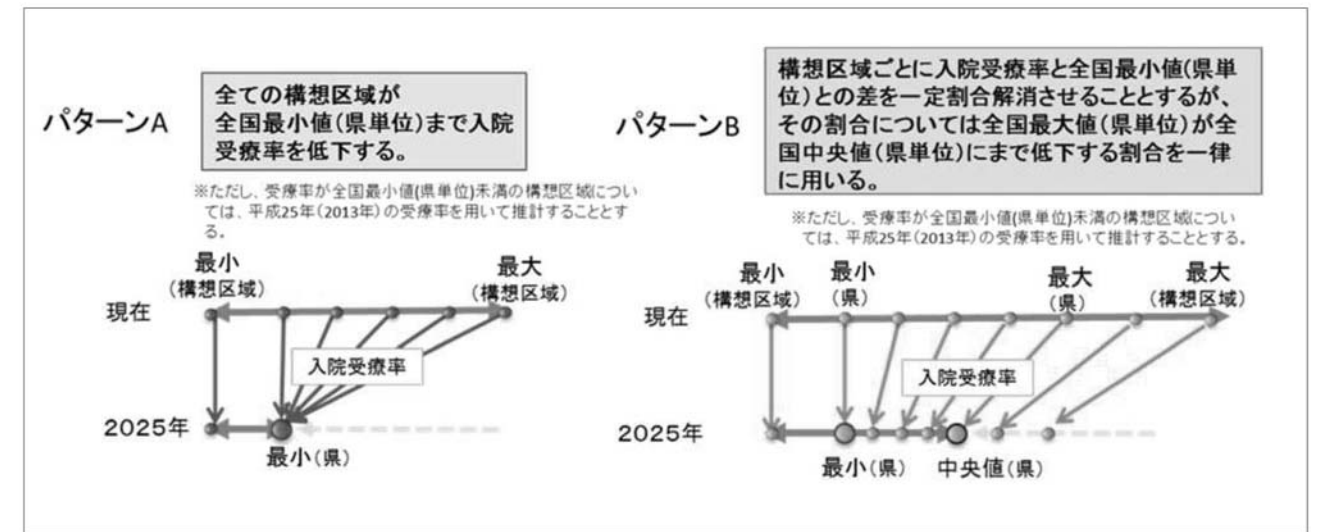 パターンA
全ての構想区域が
全国最小値(県単位)まで入院
受療率を低下する。
※ただし、受療率が全国最小値(県単位)未満の構想区域につい
ては、平成25年(2013年)の受療率を用いて推計することとす
る。
最小
(構想区域)
最大
(構想区域)
現在
入院受療率
2025年
最小(県)
パターンB
構想区域ごとに入院受療率と全国最小値(県単
位)との差を一定割合解消させることとするが、
その割合については全国最大値(県単位)が全
国中央値(県単位)にまで低下する割合を一律
に用いる。
※ただし、受療率が全国最小値(県単位)未満の構想区域につい
ては、平成25年(2013年)の受療率を用いて推計することとする。
最小
(構想区域)
最小
(県)
最大
(県)
最大
(構想区域)
現在
入院受療率
2025年
最小(県)
中央値(県)